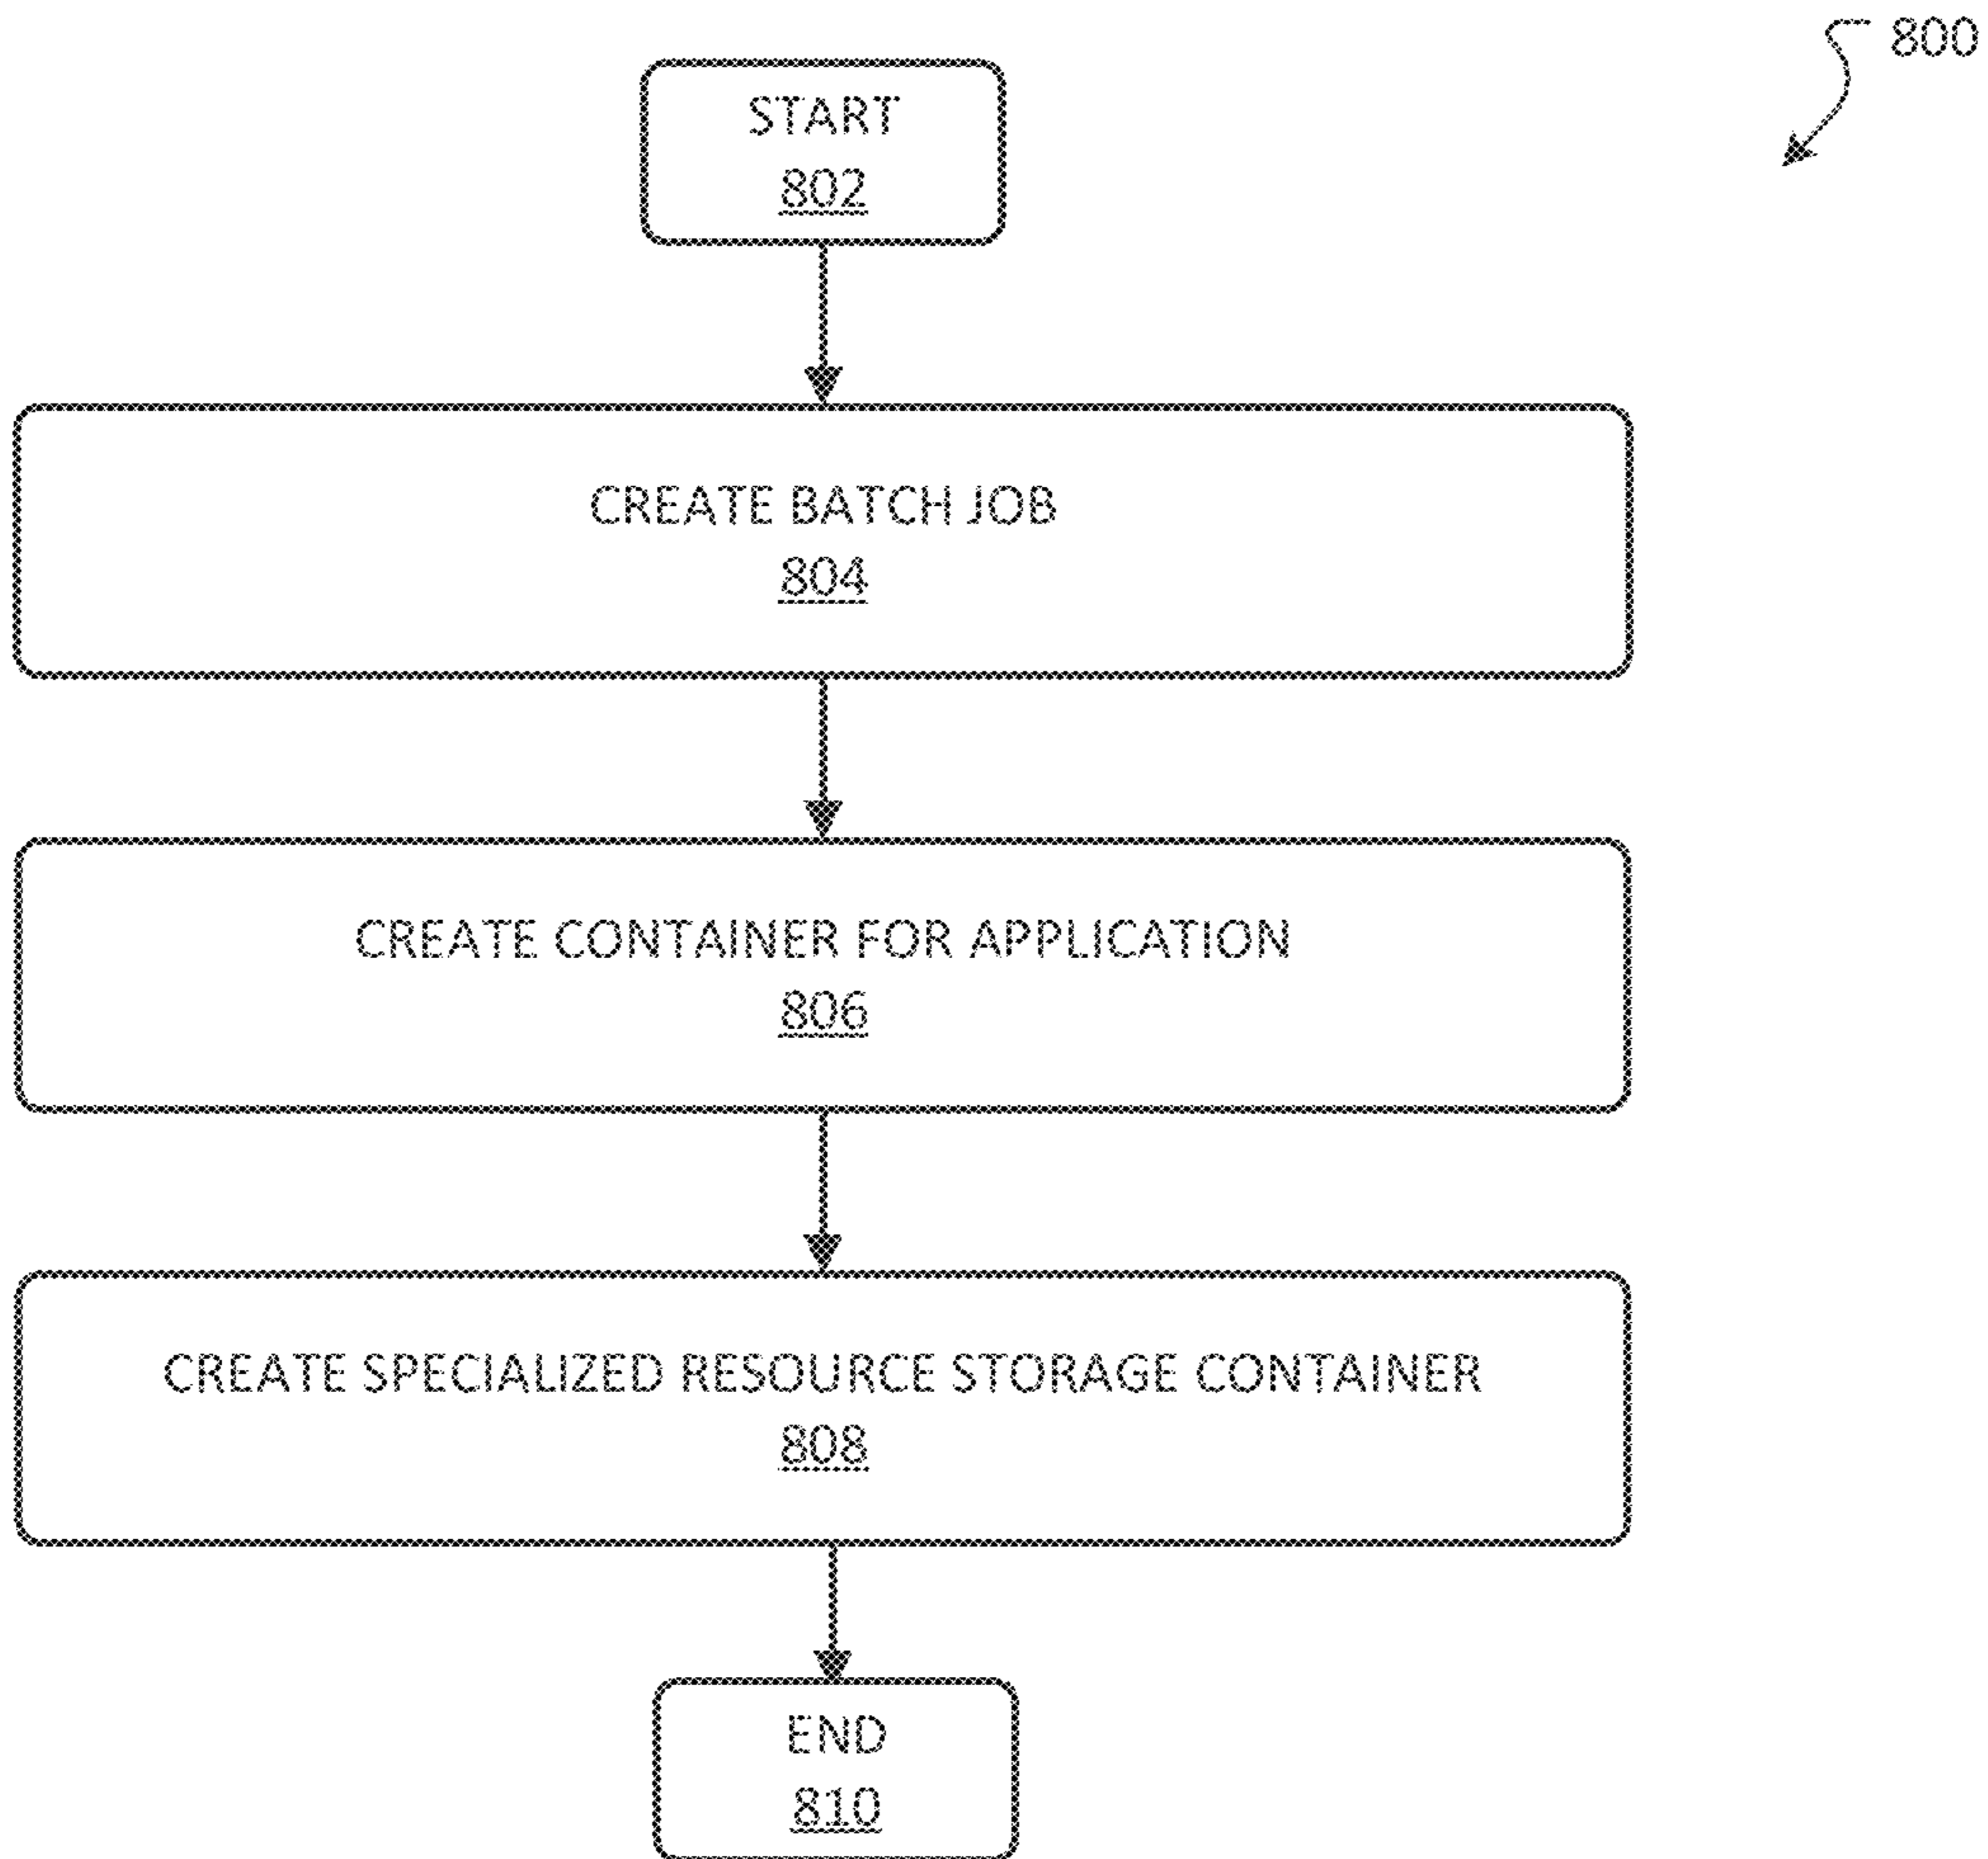 800
START
802
CREATE BATCH JOB
804
CREATE CONTAINER FOR APPLICATION
806
CREATE SPECIALIZED RESOURCE STORAGE CONTAINER
808
END
810